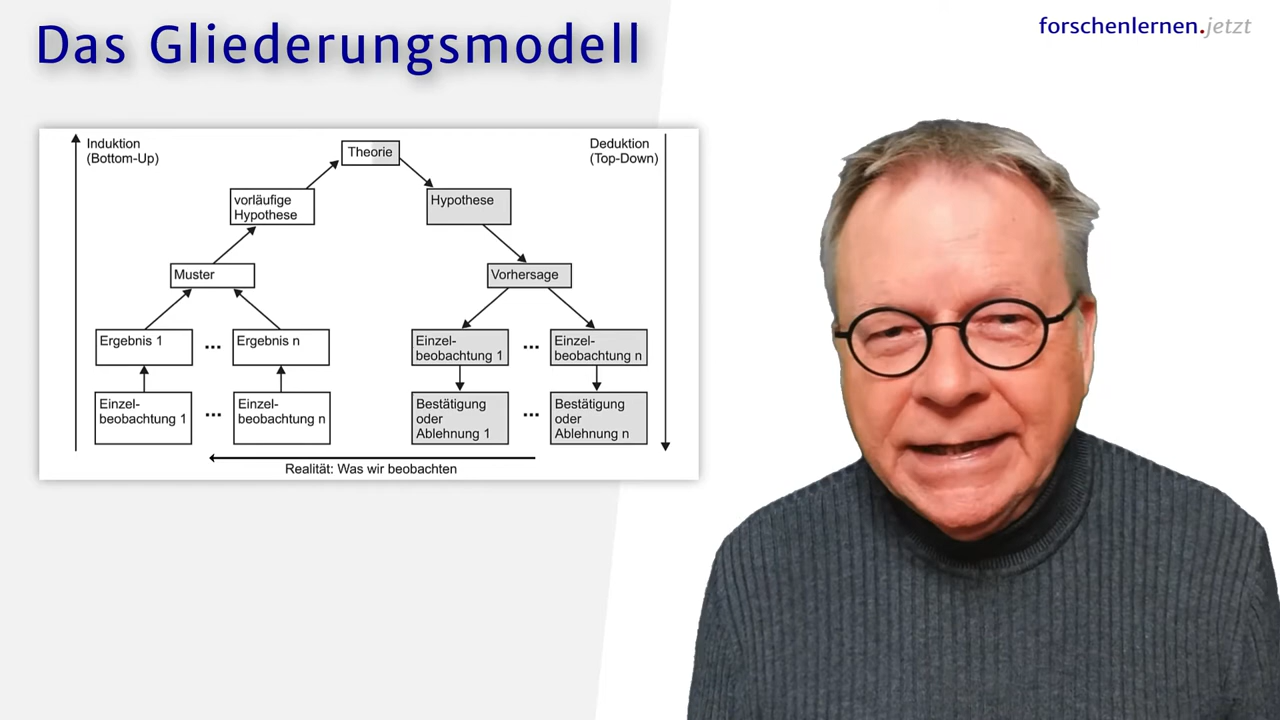 Das Gliederungsmodell
forschenlernen.jetzt
Induktion
(Bottom-Up)
Theorie
Deduktion
(Top-Down)
vorläufige
Hypothese
Hypothese
Muster
Vorhersage
Ergebnis 1
...
Ergebnis n
Einzel-
beobachtung 1
...
Einzel-
beobachtung n
Einzel-
beobachtung 1
...
Einzel-
beobachtung n
Bestätigung
oder
Ablehnung 1
...
Bestätigung
oder
Ablehnung n
Realität: Was wir beobachten